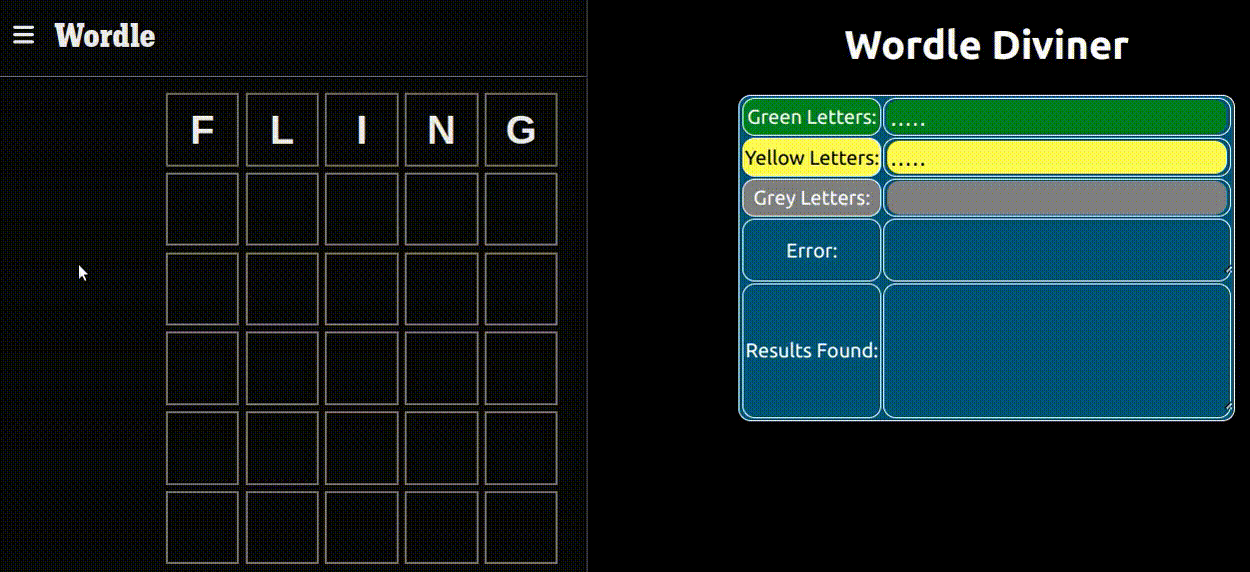 Wordle
F L I N G
Wordle Diviner
Green Letters: .....
Yellow Letters: .....
Grey Letters:
Error:
Results Found: